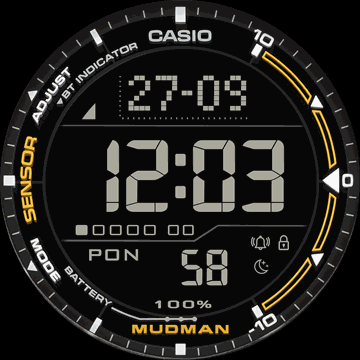 CASIO
10
ADJUST
▼BT INDICATOR
27-09
SENSOR
12:03
0
MODE
PON
58
BATTERY
100%
MUDMAN
-10